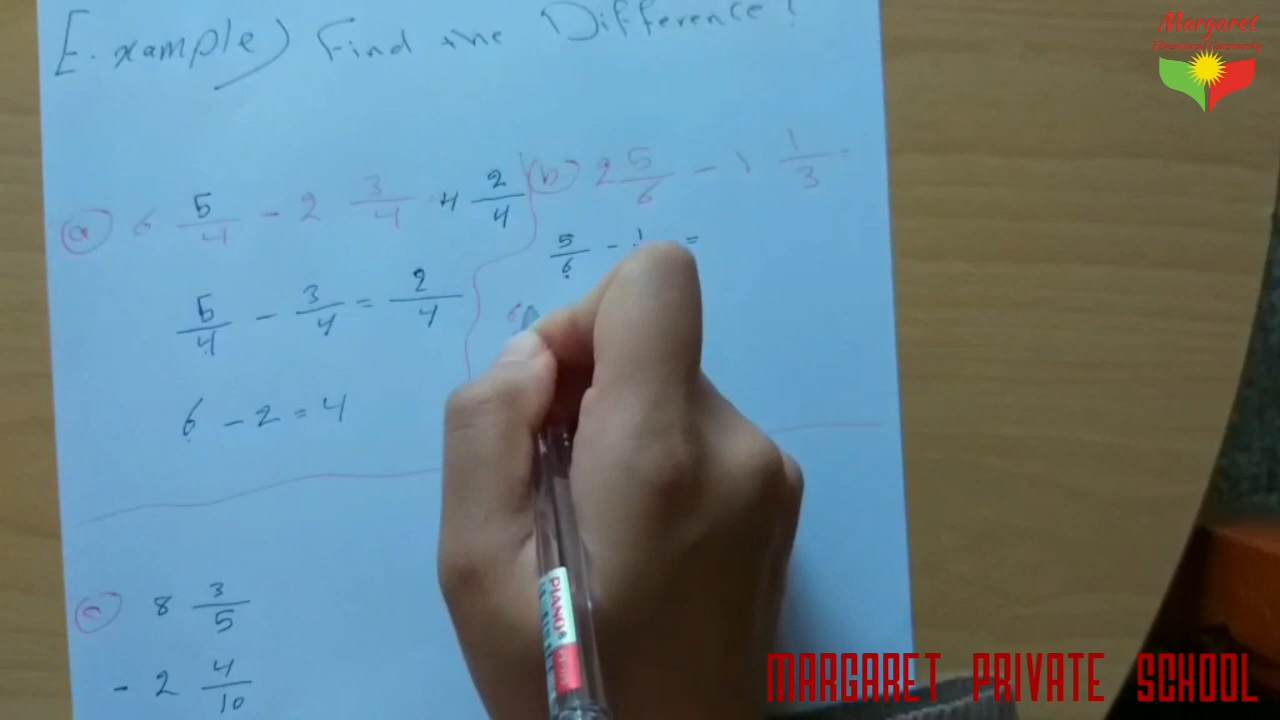 [E.xample) Find the Difference!
(a) 6 5/4 - 2 3/4 = 4 2/4
5/4 - 3/4 = 2/4
6 - 2 = 4
(b) 2 5/6 - 1 1/3 =
5/6 - 1 =
(c) 8 3/5
- 2 4/10
PIANO
Margaret
MARGARET PRIVATE SCHOOL